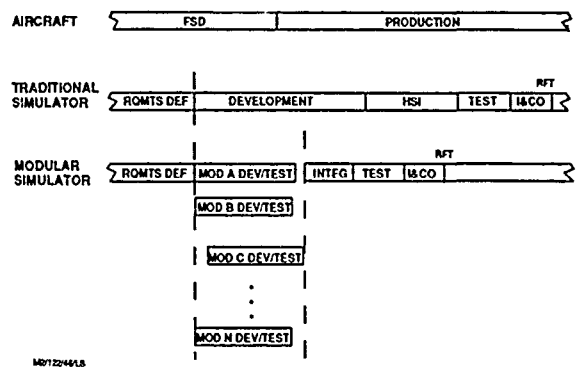 AIRCRAFT
FSD
PRODUCTION
RFT
TRADITIONAL
SIMULATOR
RQMTS DEF
DEVELOPMENT
HSI
TEST
I&CO
RFT
MODULAR
SIMULATOR
RQMTS DEF
MOD A DEV/TEST
INTEG
TEST
I&CO
MOD B DEV/TEST
MOD C DEV/TEST
MOD N DEV/TEST